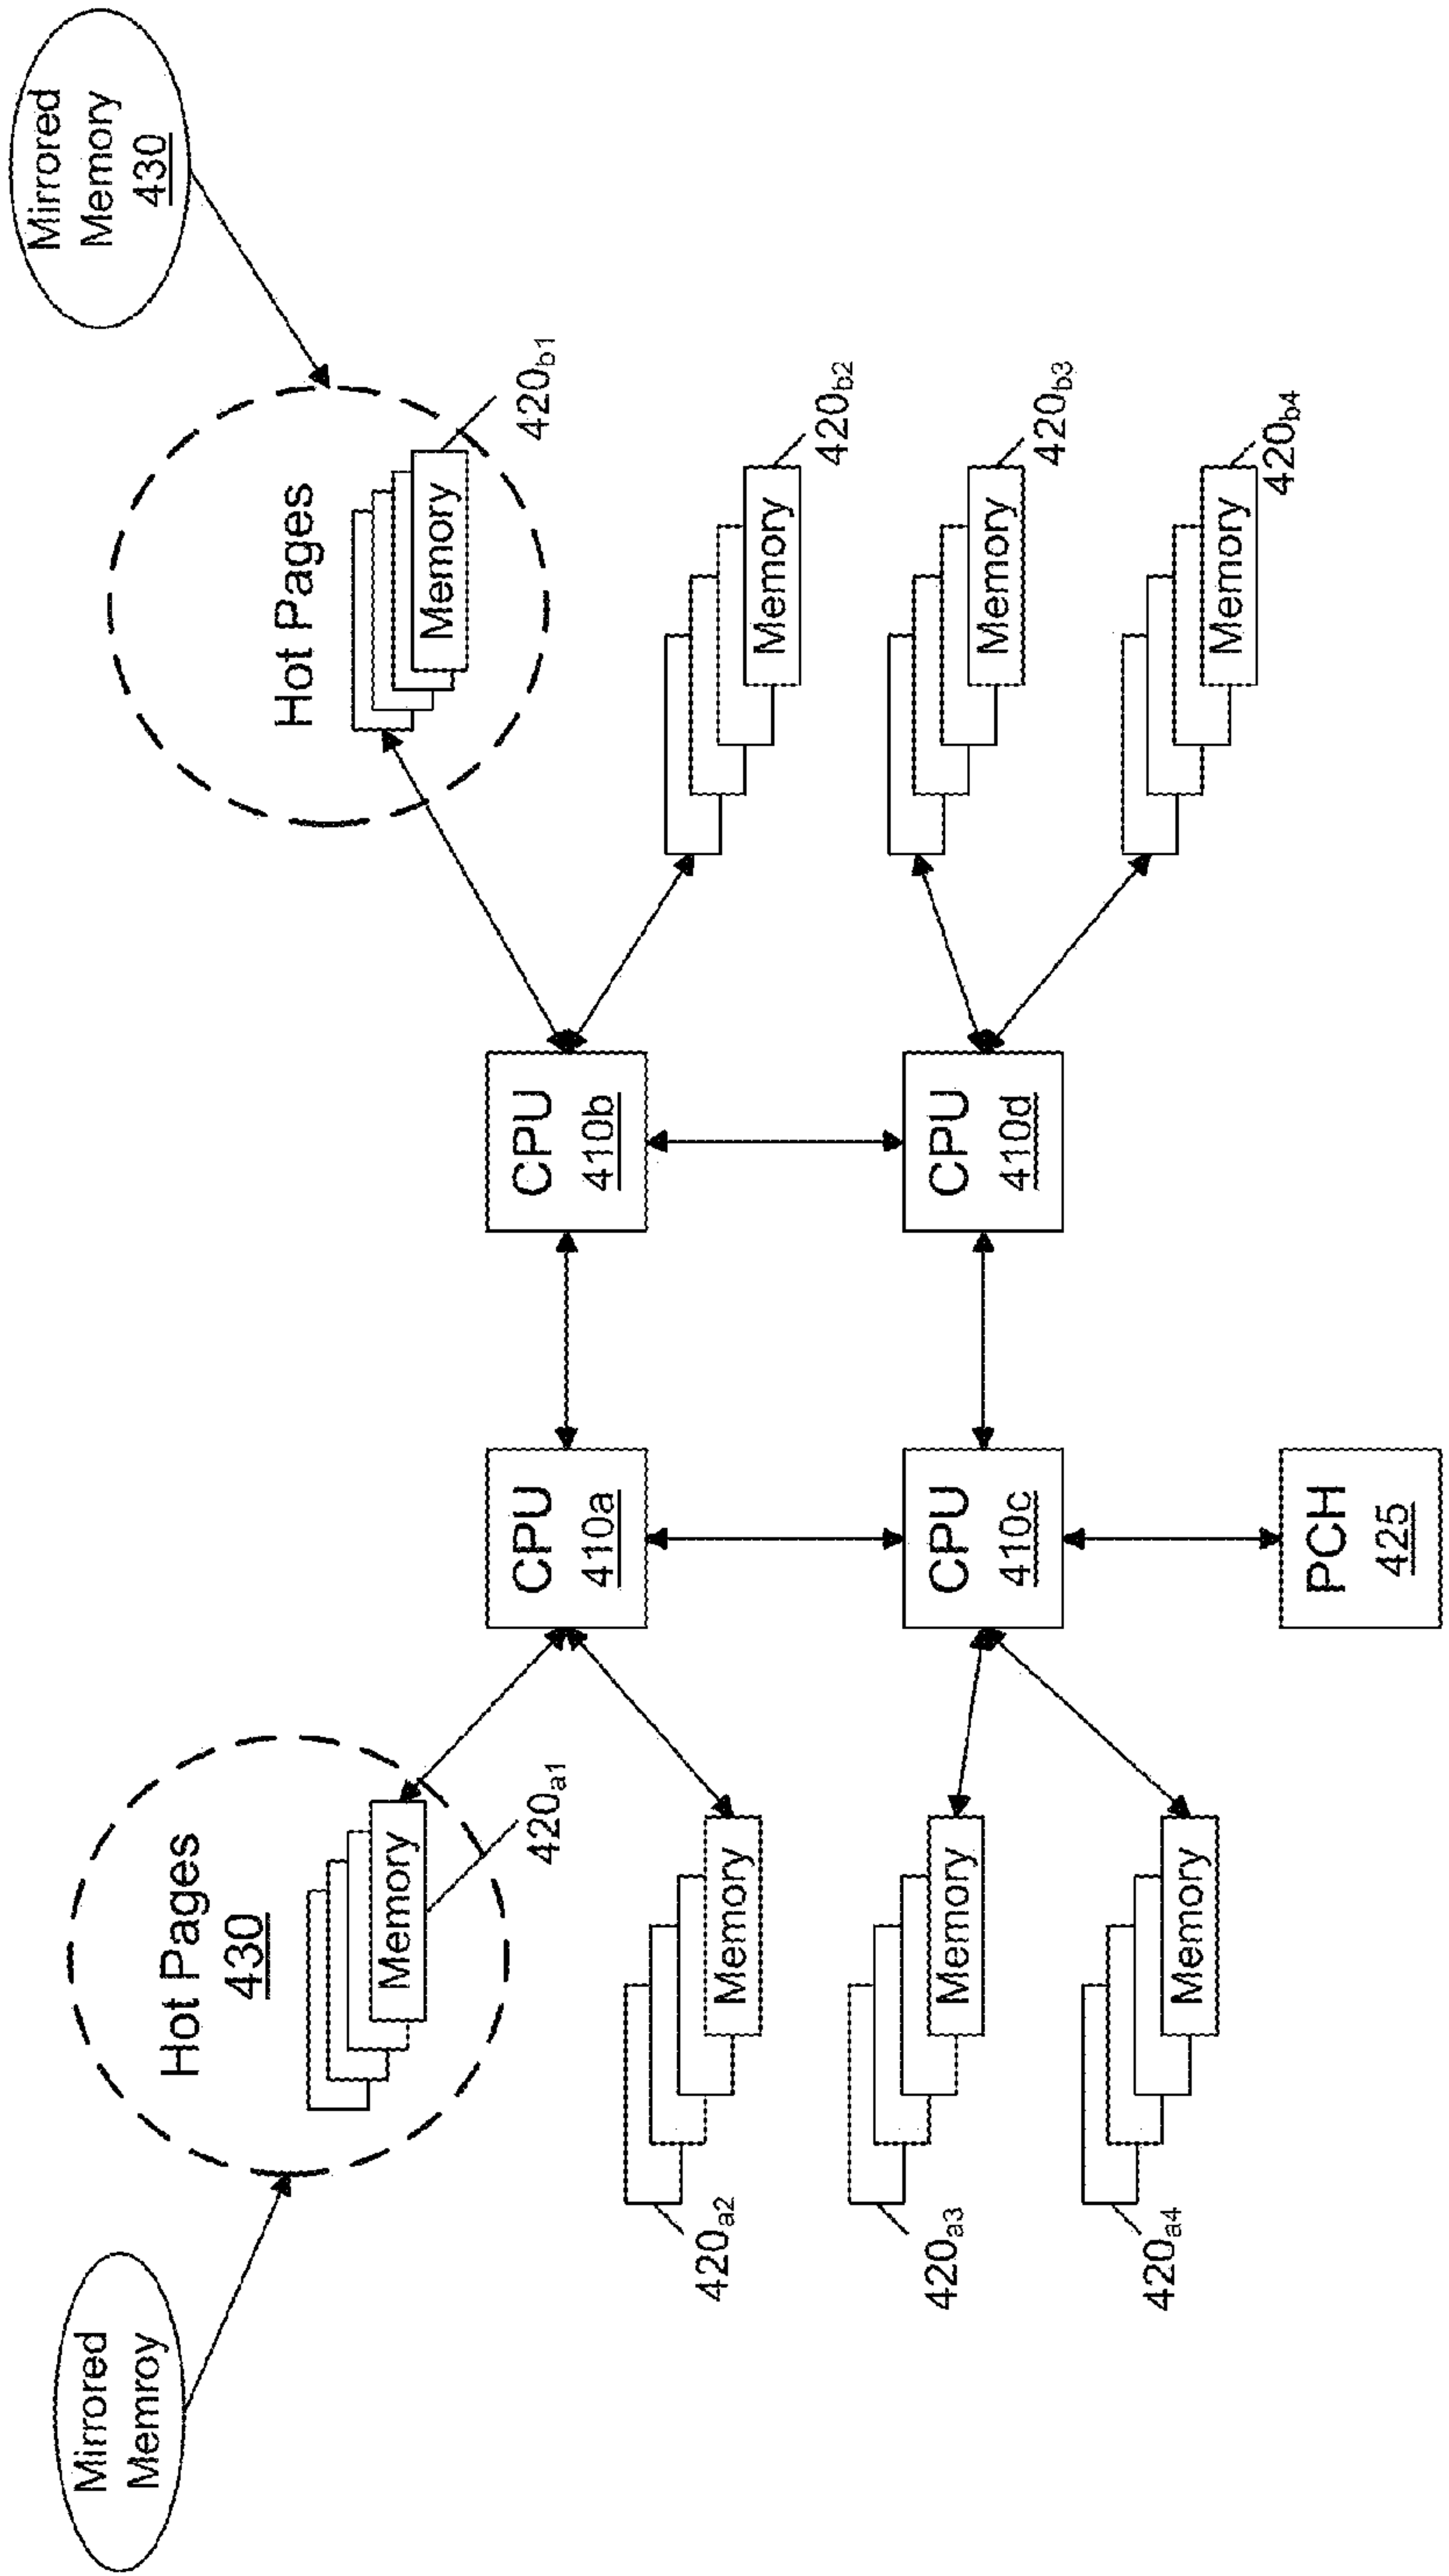 Mirrored
Memroy
Hot Pages
430
Memory
420a1
Memory
420a2
Memory
420a3
Memory
420a4
CPU
410a
CPU
410c
PCH
425
CPU
410b
CPU
410d
Mirrored
Memory
430
Hot Pages
Memory
420b1
Memory
420b2
Memory
420b3
Memory
420b4